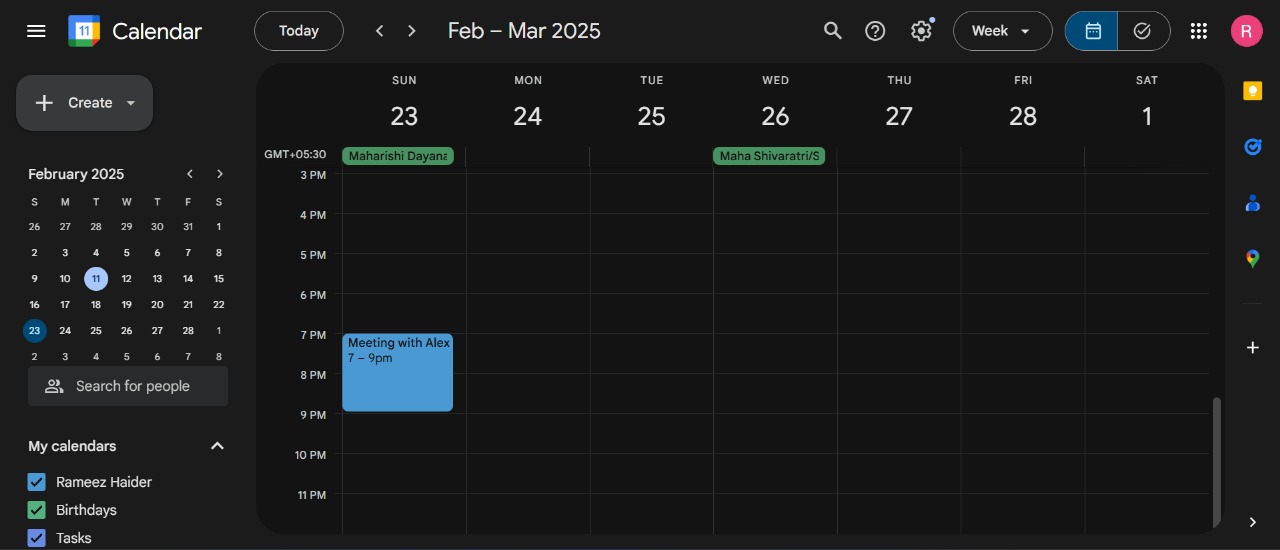 11 Calendar Today Feb – Mar 2025 Week R
Create
February 2025
S M T W T F S
26 27 28 29 30 31 1
2 3 4 5 6 7 8
9 10 11 12 13 14 15
16 17 18 19 20 21 22
23 24 25 26 27 28 1
2 3 4 5 6 7 8
Search for people
My calendars
Rameez Haider
Birthdays
Tasks
SUN MON TUE WED THU FRI SAT
23 24 25 26 27 28 1
GMT+05:30 Maharishi Dayana Maha Shivaratri/S
3 PM
4 PM
5 PM
6 PM
7 PM
Meeting with Alex
7 – 9pm
8 PM
9 PM
10 PM
11 PM